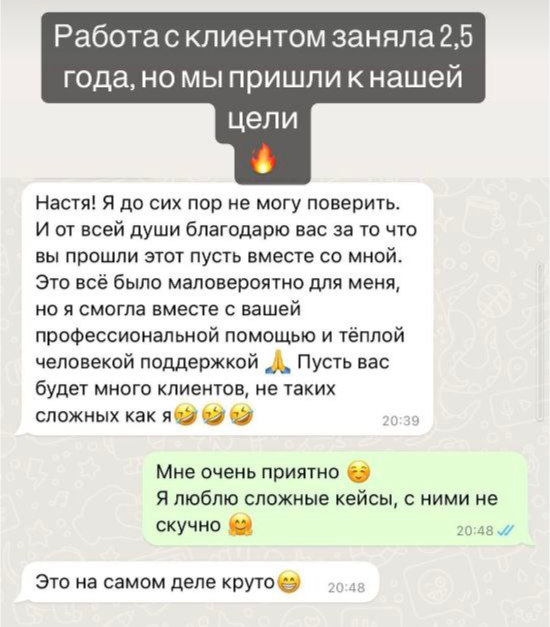 Работа с клиентом заняла 2,5
года, но мы пришли к нашей
цели
🔥
Настя! Я до сих пор не могу поверить.
И от всей души благодарю вас за то что
вы прошли этот пусть вместе со мной.
Это всё было маловероятно для меня,
но я смогла вместе с вашей
профессиональной помощью и тёплой
человекой поддержкой 🙏 Пусть вас
будет много клиентов, не таких
сложных как я🤣🤣🤣
20:39
Мне очень приятно ☺️
Я люблю сложные кейсы, с ними не
скучно 🤗
20:48
Это на самом деле круто😁
20:48